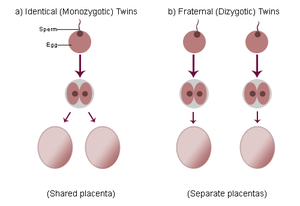 a) Identical (Monozygotic) Twins
b) Fraternal (Dizygotic) Twins
Sperm
Egg
(Shared placenta)
(Separate placentas)